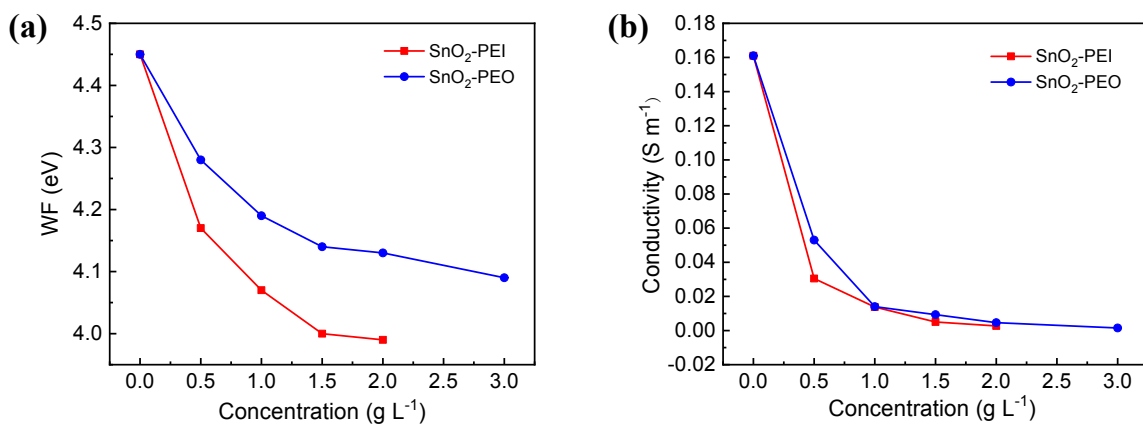 (a)
WF (eV)
4.5
4.4
4.3
4.2
4.1
4.0
SnO₂-PEI
SnO₂-PEO
0.0 0.5 1.0 1.5 2.0 2.5 3.0
Concentration (g L⁻¹)
(b)
Conductivity (S m⁻¹)
0.18
0.16
0.14
0.12
0.10
0.08
0.06
0.04
0.02
0.00
-0.02
SnO₂-PEI
SnO₂-PEO
0.0 0.5 1.0 1.5 2.0 2.5 3.0
Concentration (g L⁻¹)